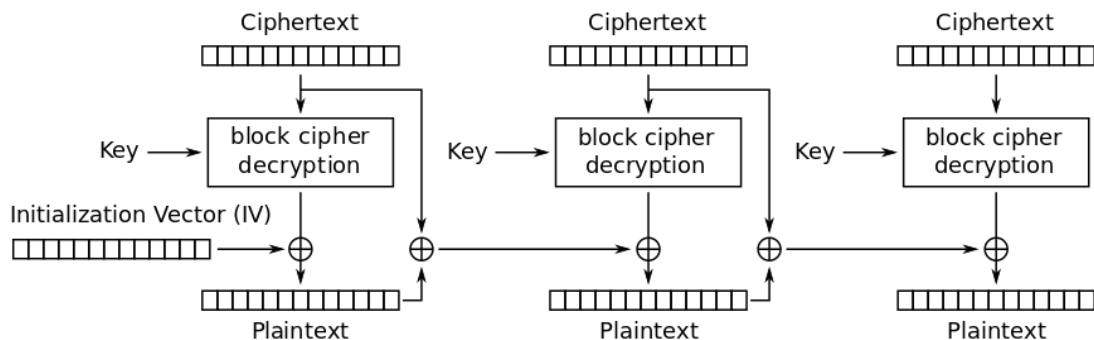 Ciphertext
Ciphertext
Ciphertext
Key
block cipher
decryption
Key
block cipher
decryption
Key
block cipher
decryption
Initialization Vector (IV)
Plaintext
Plaintext
Plaintext